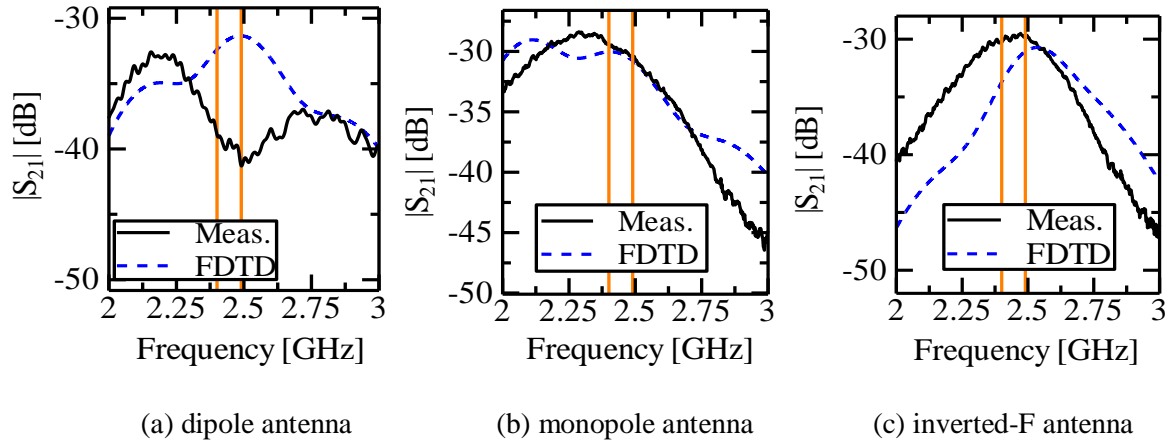 -30
-40
-50
|S21| [dB]
Meas.
FDTD
2 2.25 2.5 2.75 3
Frequency [GHz]
(a) dipole antenna
-30
-35
-40
-45
-50
|S21| [dB]
Meas.
FDTD
2 2.25 2.5 2.75 3
Frequency [GHz]
(b) monopole antenna
-30
-40
-50
|S21| [dB]
Meas.
FDTD
2 2.25 2.5 2.75 3
Frequency [GHz]
(c) inverted-F antenna